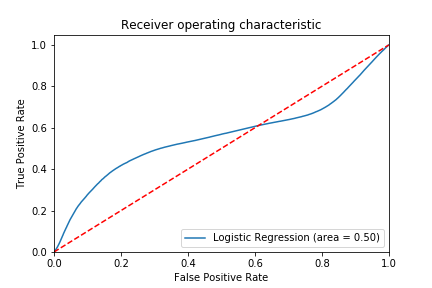 Receiver operating characteristic
1.0
0.8
0.6
0.4
0.2
0.0
True Positive Rate
Logistic Regression (area = 0.50)
0.0 0.2 0.4 0.6 0.8 1.0
False Positive Rate